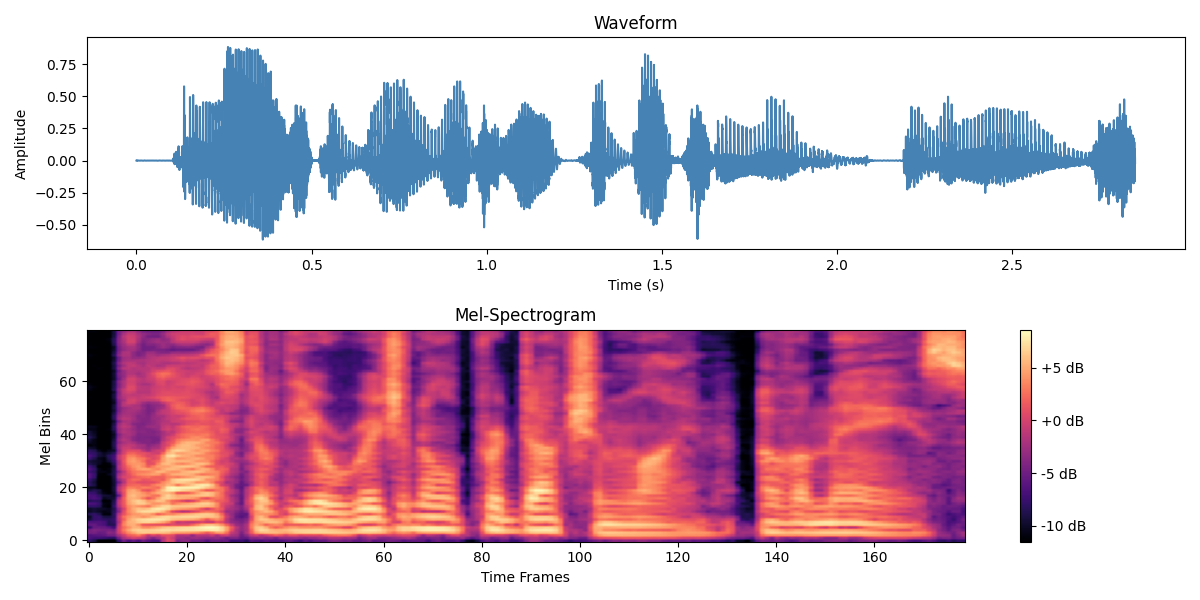 Waveform
0.75
0.50
0.25
0.00
−0.25
−0.50
Amplitude
0.0 0.5 1.0 1.5 2.0 2.5
Time (s)
Mel-Spectrogram
60
40
20
0
Mel Bins
0 20 40 60 80 100 120 140 160
Time Frames
+5 dB
+0 dB
-5 dB
-10 dB